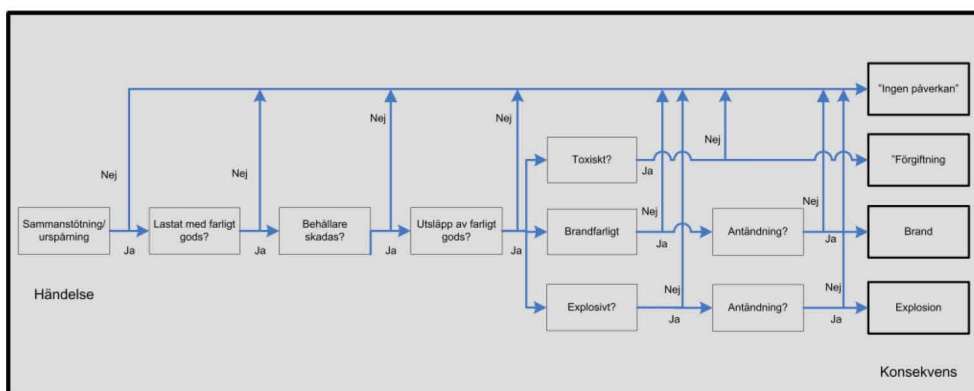 "Ingen påverkan"
Nej
Nej
Nej
Nej
Toxiskt?
Ja
Nej
"Förgiftning
Sammanstötning/
urspårning
Ja
Lastat med farligt
gods?
Ja
Behållare
skadas?
Ja
Utsläpp av farligt
gods?
Ja
Brandfarligt
Nej
Ja
Antändning?
Nej
Ja
Brand
Händelse
Explosivt?
Nej
Ja
Antändning?
Nej
Ja
Explosion
Konsekvens